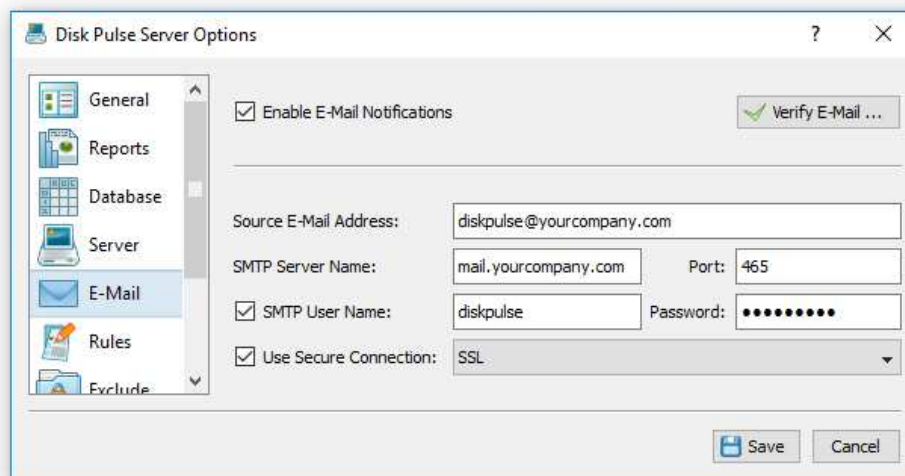 Disk Pulse Server Options
?
General
Reports
Database
Server
E-Mail
Rules
Exclude
Enable E-Mail Notifications
Verify E-Mail ...
Source E-Mail Address: diskpulse@yourcompany.com
SMTP Server Name: mail.yourcompany.com Port: 465
SMTP User Name: diskpulse Password: •••••••••
Use Secure Connection: SSL
Save Cancel